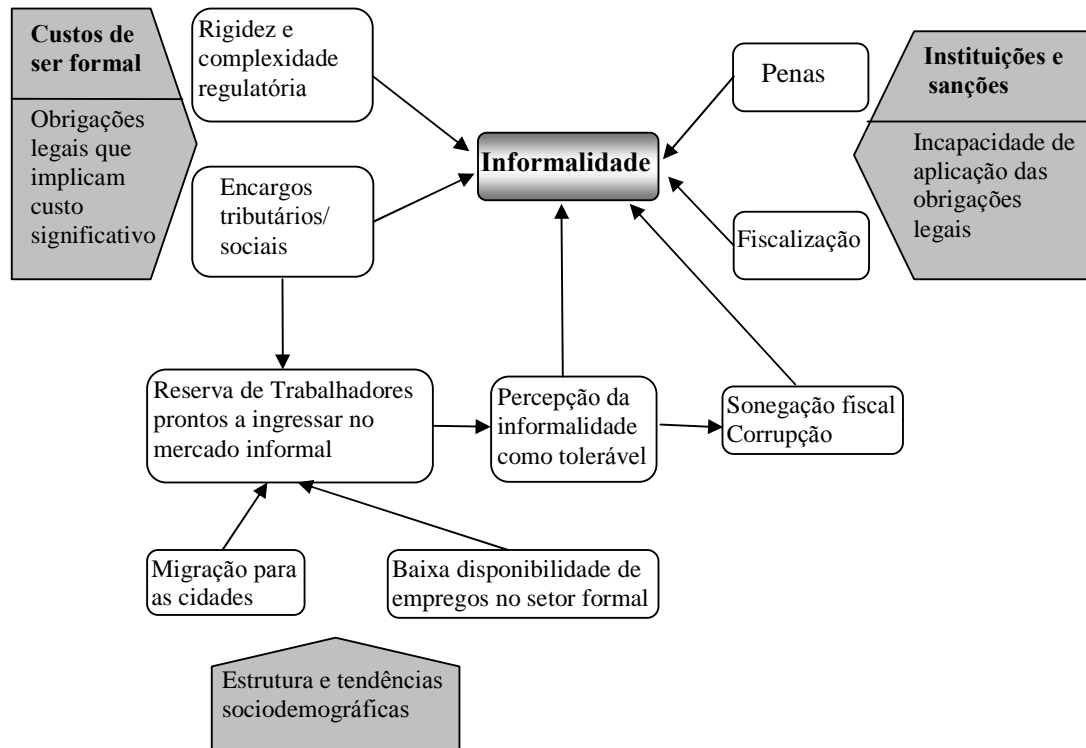 Custos de
ser formal
Obrigações
legais que
implicam
custo
significativo
Rigidez e
complexidade
regulatória
Encargos
tributários/
sociais
Informalidade
Penas
Fiscalização
Instituições e
sanções
Incapacidade de
aplicação das
obrigações
legais
Reserva de Trabalhadores
prontos a ingressar no
mercado informal
Percepção da
informalidade
como tolerável
Sonegação fiscal
Corrupção
Migração para
as cidades
Baixa disponibilidade de
empregos no setor formal
Estrutura e tendências
sociodemográficas